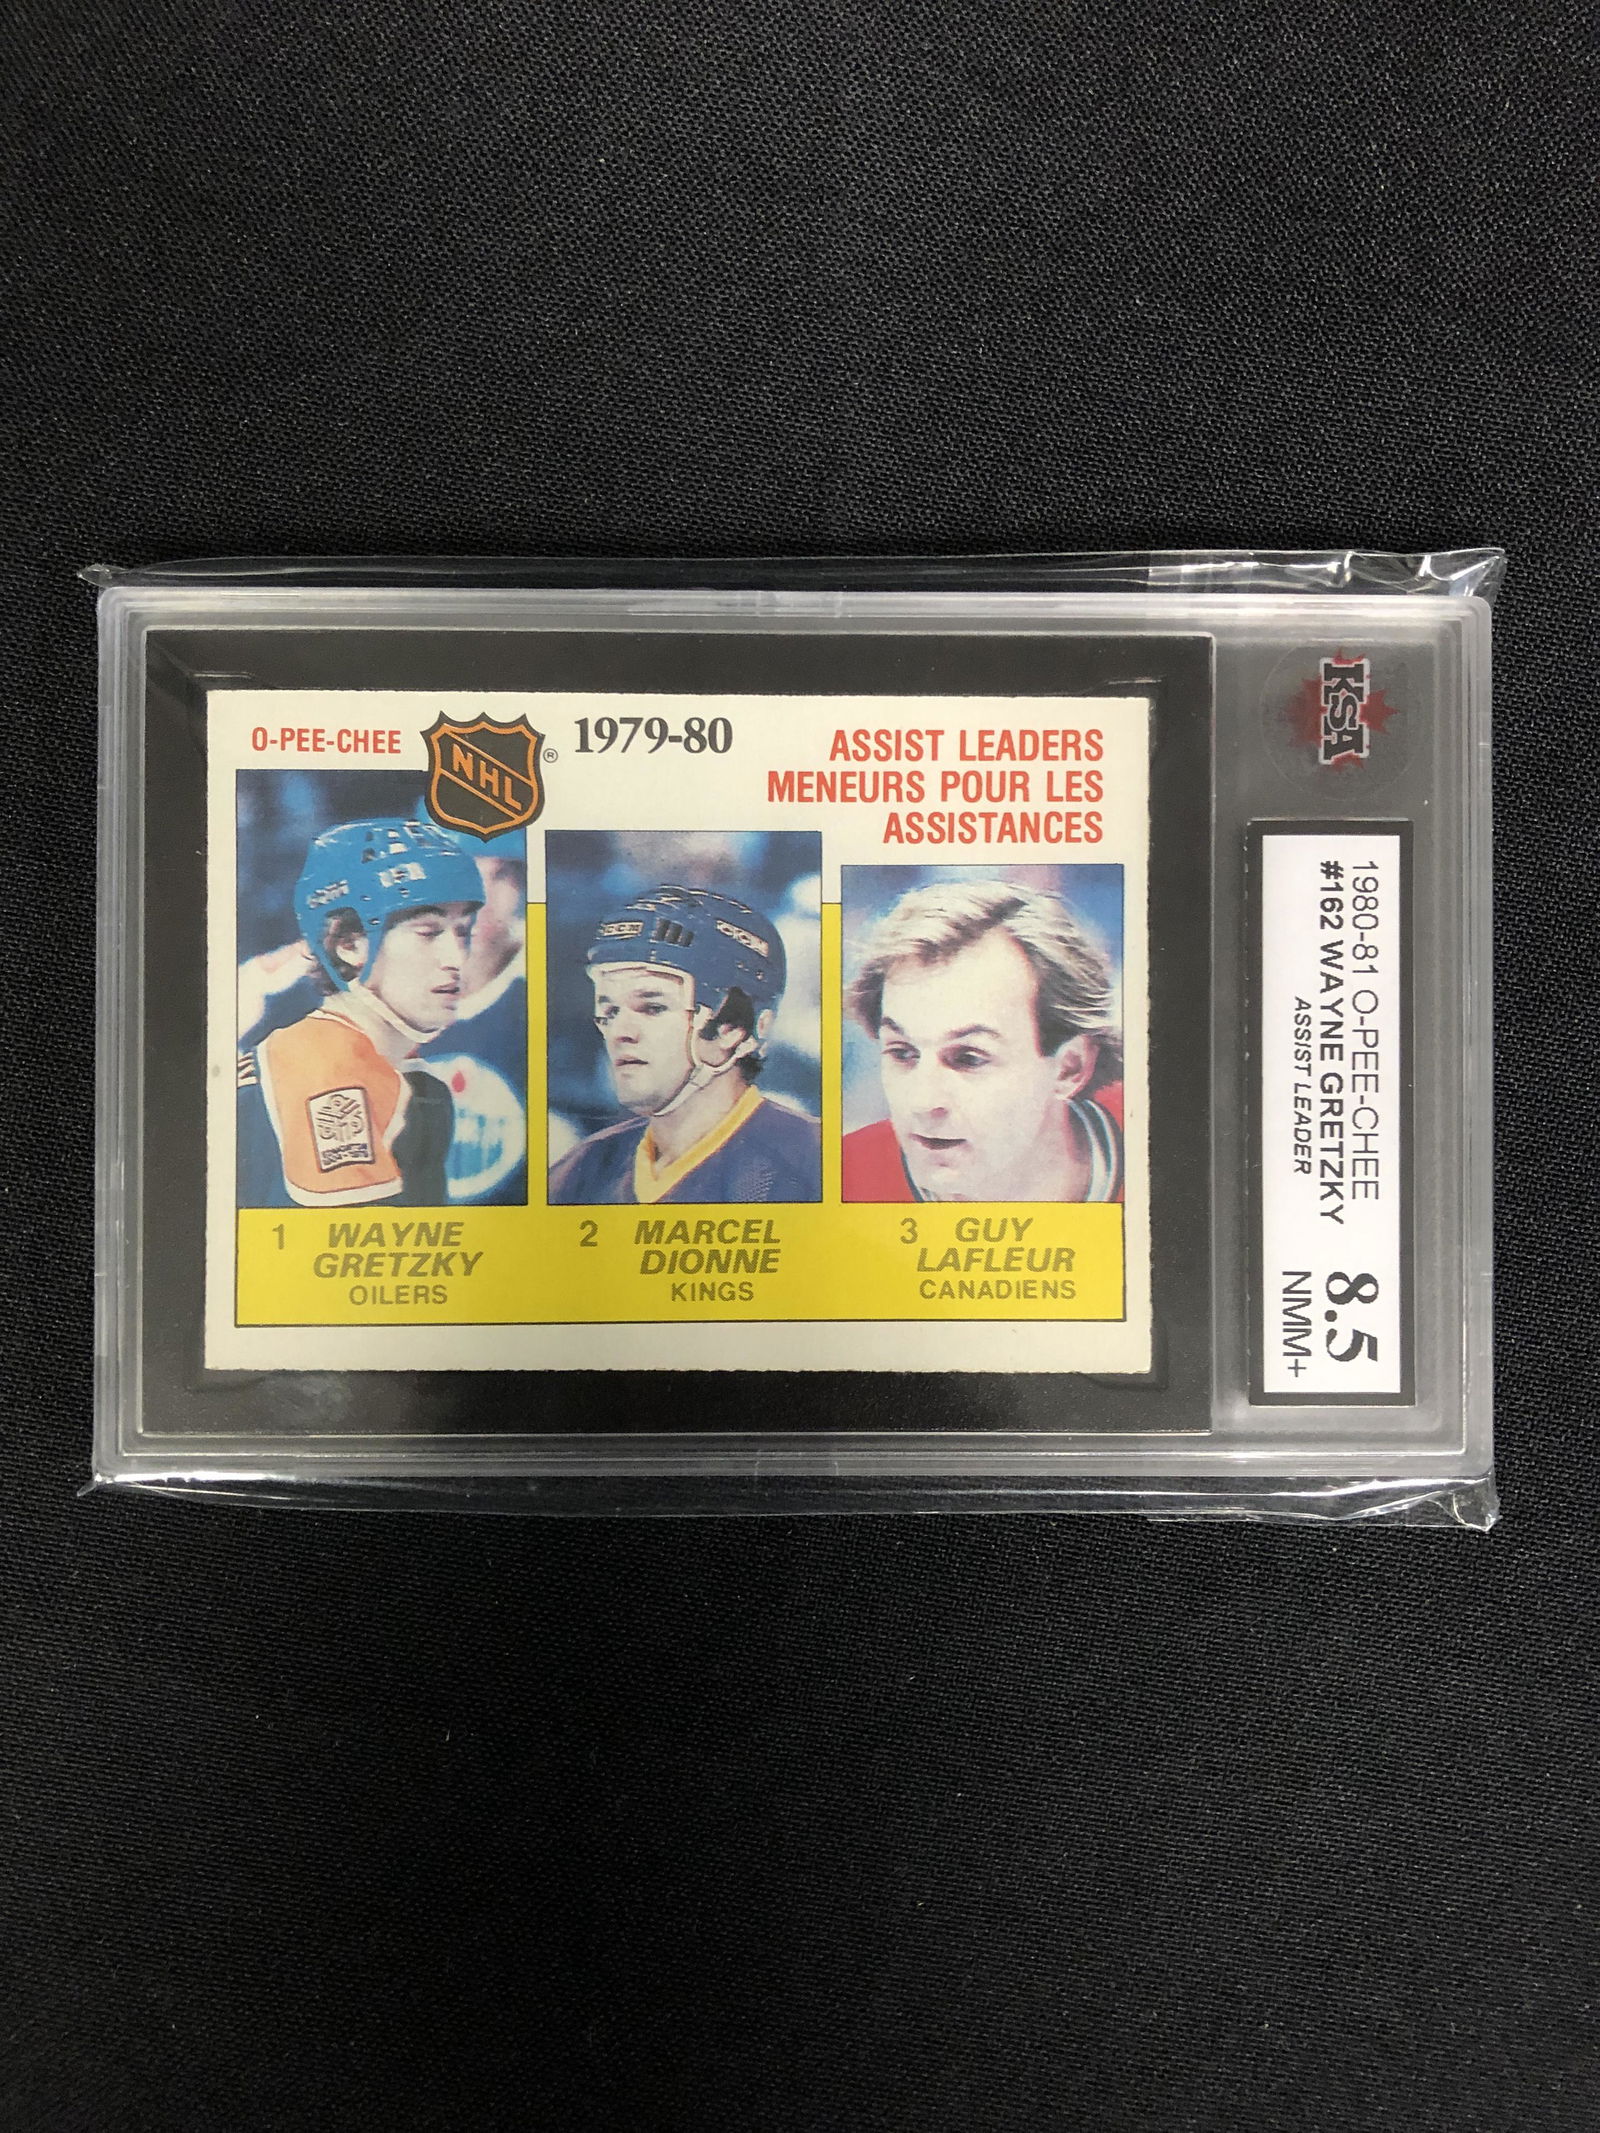 O-PEE-CHEE
NHL
®
1979-80
ASSIST LEADERS
MENEURS POUR LES
ASSISTANCES
1 WAYNE
GRETZKY
OILERS
2 MARCEL
DIONNE
KINGS
3 GUY
LAFLEUR
CANADIENS
KSA
1980-81 O-PEE-CHEE
#162 WAYNE GRETZKY
ASSIST LEADER
8.5
NMM+